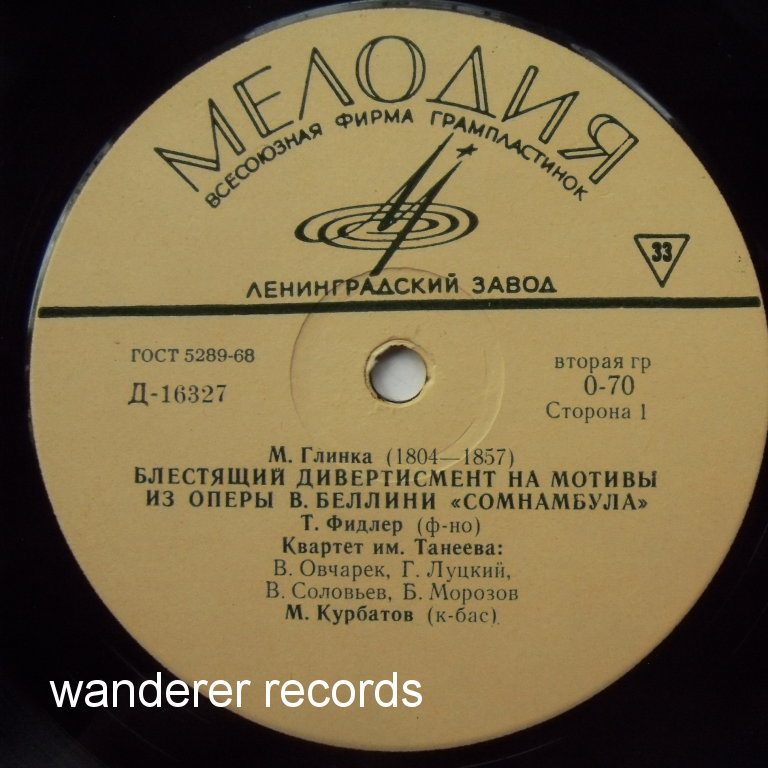 МЕЛОДИЯ
ВСЕСОЮЗНАЯ ФИРМА ГРАМПЛАСТИНОК
33
ЛЕНИНГРАДСКИЙ ЗАВОД
ГОСТ 5289-68
Д-16327
вторая гр
0-70
Сторона 1
М. Глинка (1804—1857)
БЛЕСТЯЩИЙ ДИВЕРТИСМЕНТ НА МОТИВЫ
ИЗ ОПЕРЫ В. БЕЛЛИНИ «СОМНАМБУЛА»
Т. Фидлер (ф-но)
Квартет им. Танеева:
В. Овчарек, Г. Луцкий,
В. Соловьев, Б. Морозов
М. Курбатов (к-бас)
wanderer records